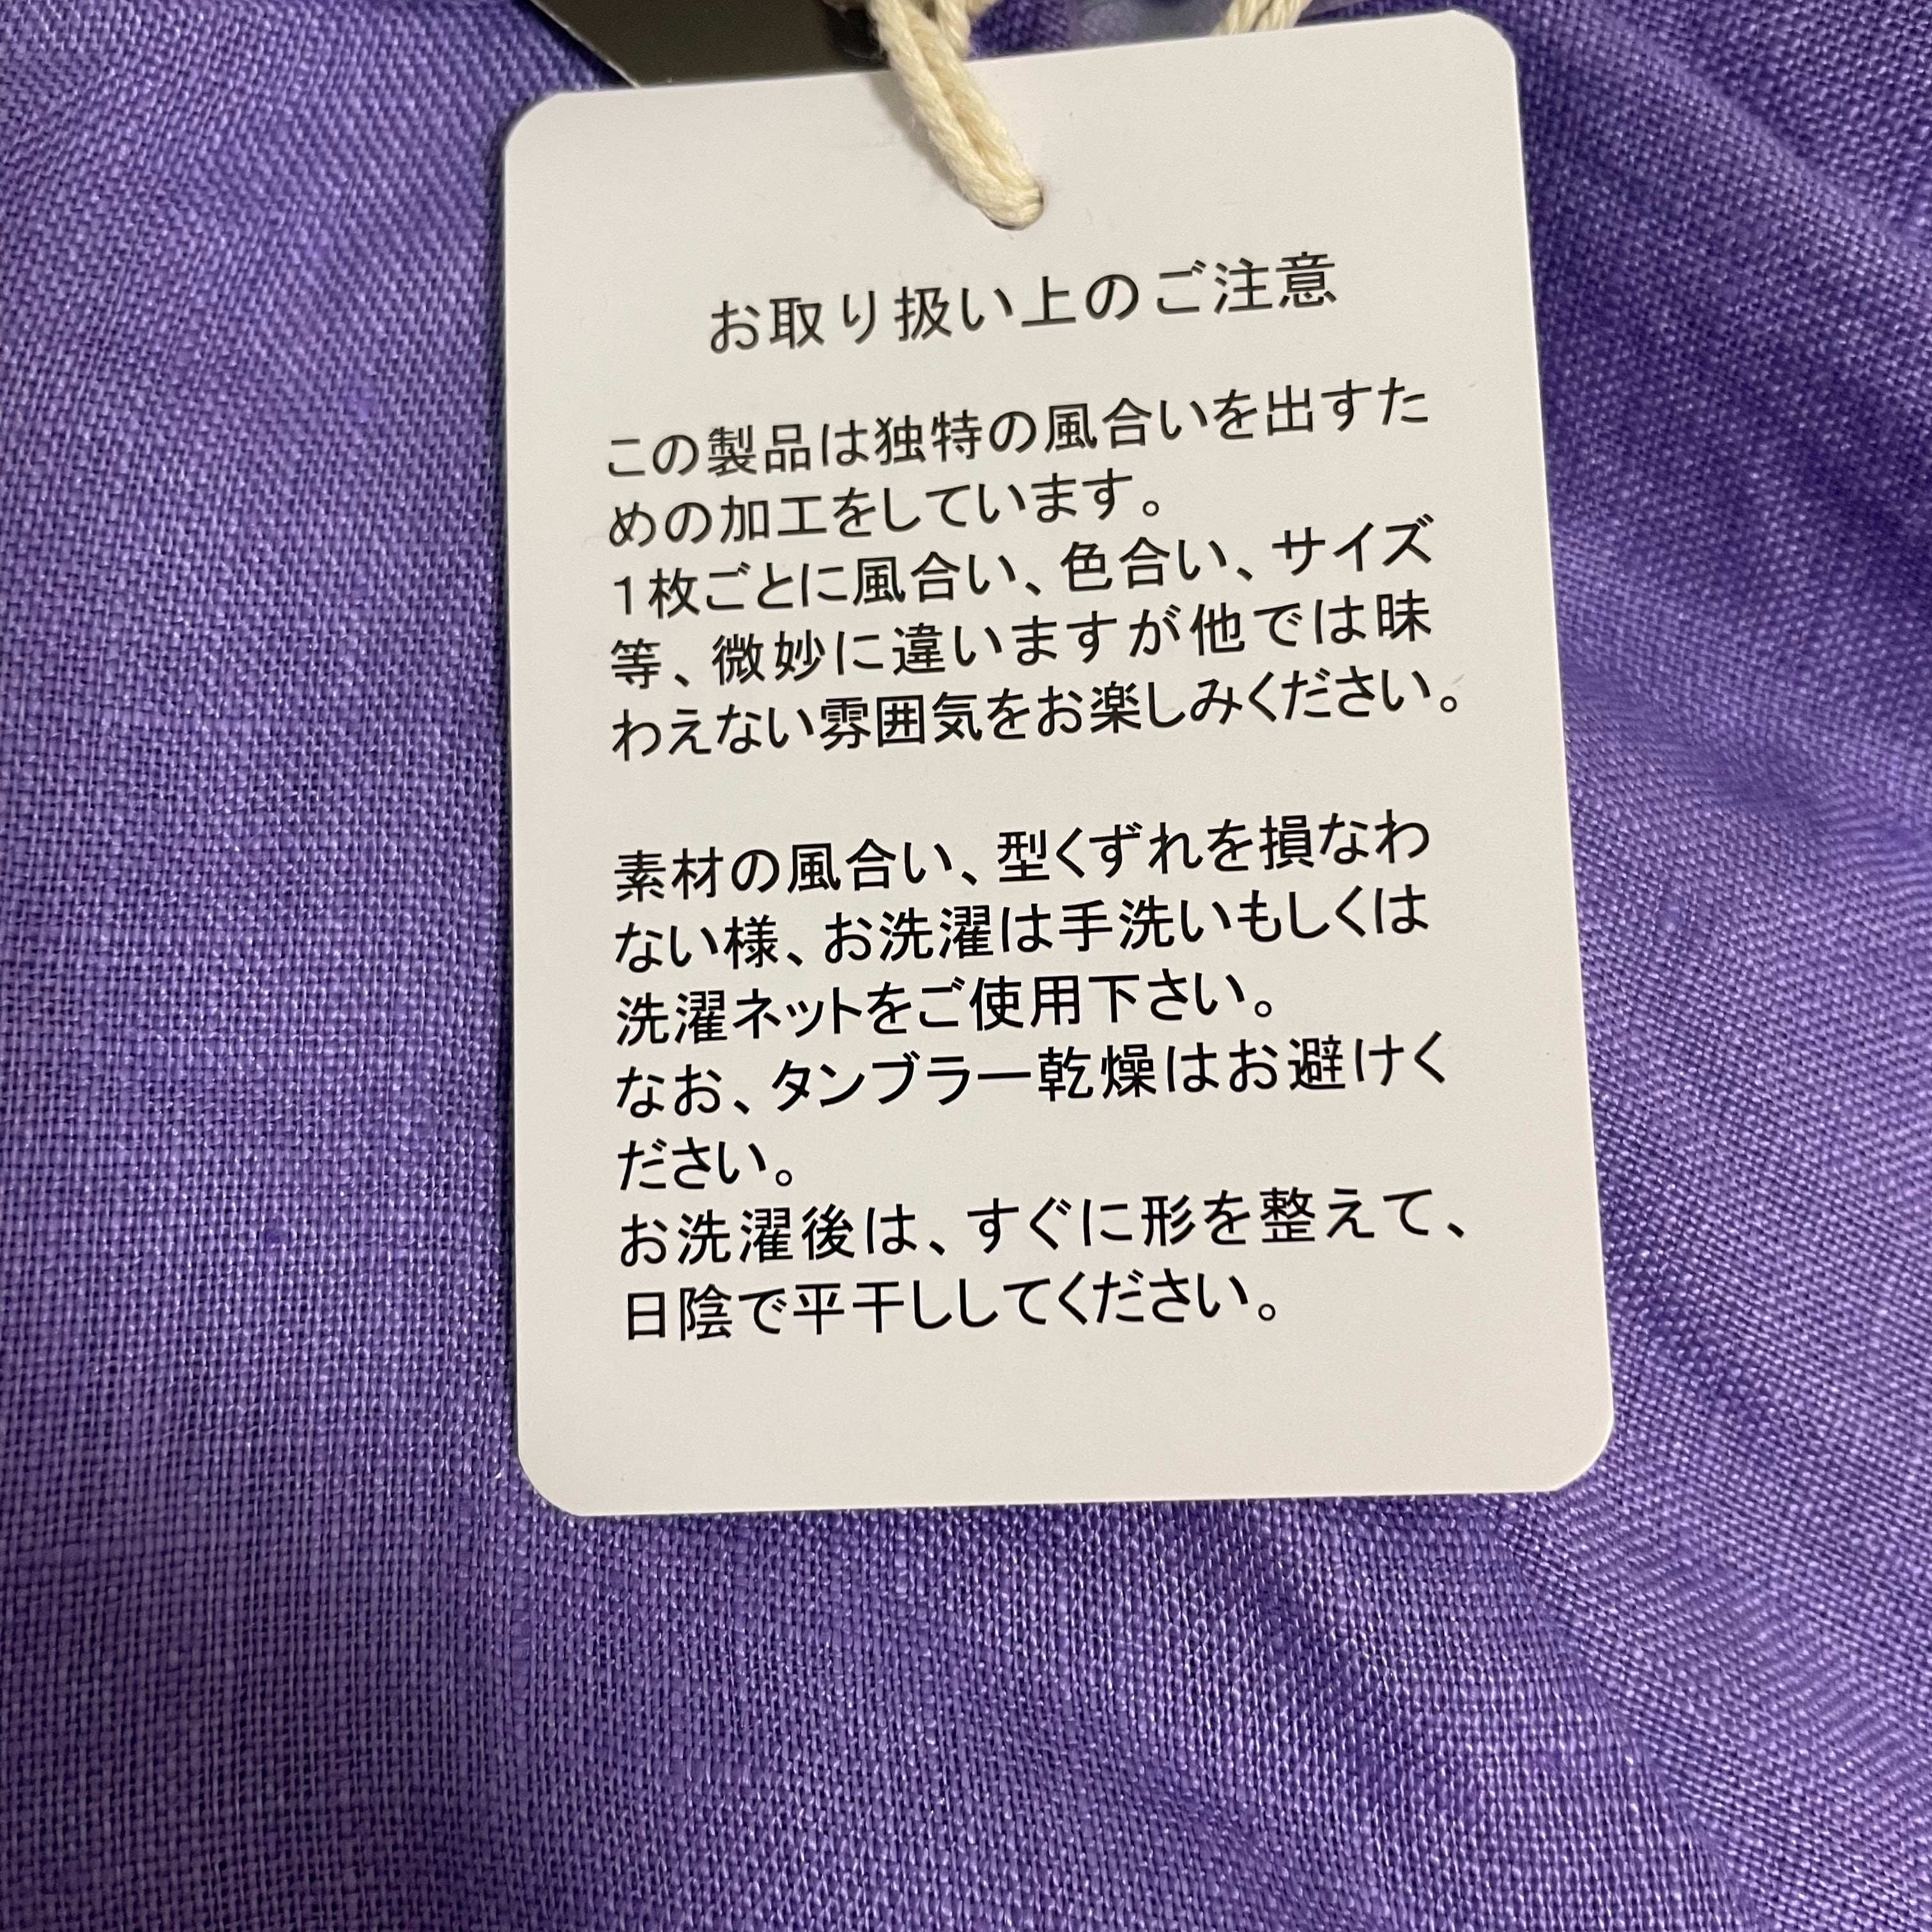 お取り扱い上のご注意
この製品は独特の風合いを出すた
めの加工をしています。
１枚ごとに風合い、色合い、サイズ
等、微妙に違いますが他では味
わえない雰囲気をお楽しみください。
素材の風合い、型くずれを損なわ
ない様、お洗濯は手洗いもしくは
洗濯ネットをご使用下さい。
なお、タンブラー乾燥はお避けく
ださい。
お洗濯後は、すぐに形を整えて、
日陰で平干ししてください。